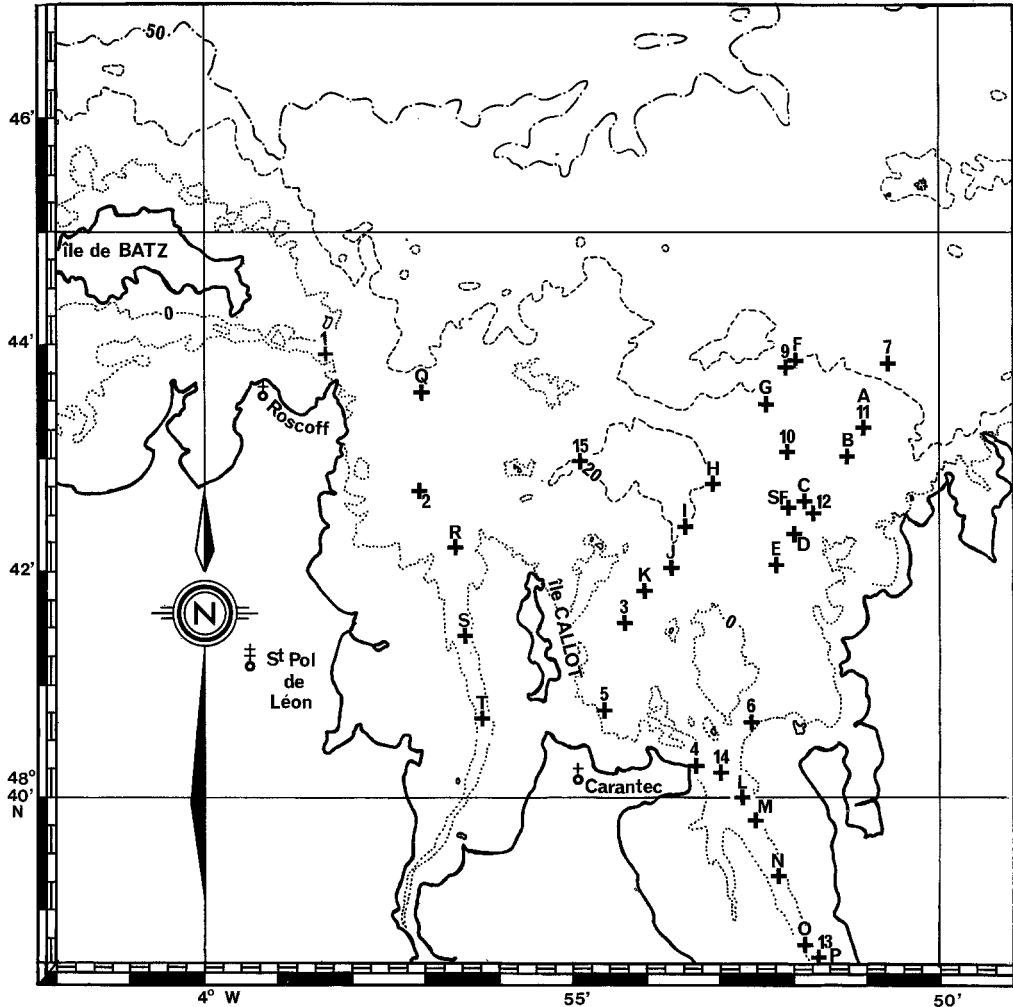 50
46'
île de BATZ
0
44'
1
Q
9
F
7
G
A
11
Roscoff
10
B
15
20
H
2
C
SF
12
I
R
D
42'
J
E
K
île CALLOT
3
0
N
S
St Pol
de
Léon
T
5
6
4
14
48°
40'
N
Carantec
L
M
N
O
13
P
4° W
55'
50'